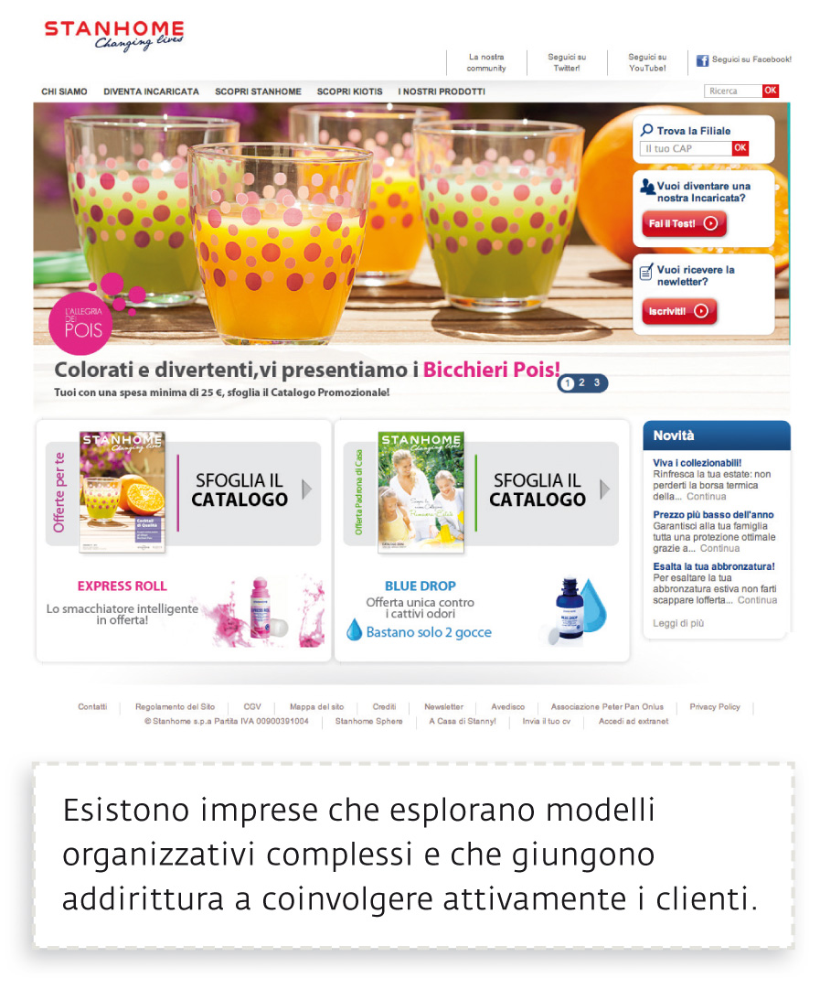 STANHOME
Changing lives
La nostra
community
Seguici su
Twitter!
Seguici su
YouTube!
Seguici su Facebook!
CHI SIAMO DIVENTA INCARICATA SCOPRI STANHOME SCOPRI KIOTIS I NOSTRI PRODOTTI
Ricerca OK
Trova la Filiale
Il tuo CAP OK
Vuoi diventare una
nostra Incaricata?
Fai il Test!
Vuoi ricevere la
newletter?
Iscriviti!
L'ALLEGRIA
DEI
POIS
Colorati e divertenti,vi presentiamo i Bicchieri Pois!
1 2 3
Tuoi con una spesa minima di 25 €, sfoglia il Catalogo Promozionale!
Offerte per te
STANHOME
Changing lives
SFOGLIA IL
CATALOGO
Offerta Padrona di Casa
STANHOME
Changing lives
SFOGLIA IL
CATALOGO
EXPRESS ROLL
Lo smacchiatore intelligente
in offerta!
BLUE DROP
Offerta unica contro
i cattivi odori
Bastano solo 2 gocce
BLUE DROP
Novità
Viva i collezionabili!
Rinfresca la tua estate: non
perderti la borsa termica
della... Continua
Prezzo più basso dell'anno
Garantisci alla tua famiglia
tutta una protezione ottimale
grazie a... Continua
Esalta la tua abbronzatura!
Per esaltare la tua
abbronzatura estiva non farti
scappare lofferta... Continua
Leggi di più
Contatti Regolamento del Sito CGV Mappa del sito Crediti Newsletter Avedisco Associazione Peter Pan Onlus Privacy Policy
© Stanhome s.p.a Partita IVA 00900391004 Stanhome Sphere A Casa di Stanny! Invia il tuo cv Accedi ad extranet
Esistono imprese che esplorano modelli
organizzativi complessi e che giungono
addirittura a coinvolgere attivamente i clienti.